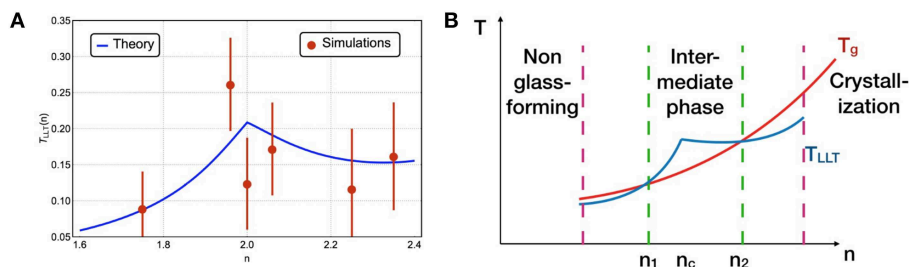 A
0.35
0.30
0.25
0.20
0.15
0.10
0.05
T_LLT(n)
Theory
Simulations
1.6 1.8 2.0 2.2 2.4
n
B
T
Non
glass-
forming
Inter-
mediate
phase
T_g
Crystall-
ization
T_LLT
n_1 n_c n_2 n